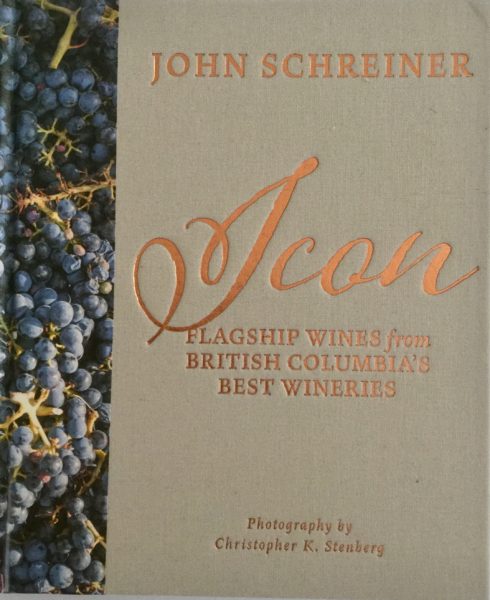 JOHN SCHREINER
Icon
FLAGSHIP WINES from
BRITISH COLUMBIA'S
BEST WINERIES
Photography by
Christopher K. Stenberg